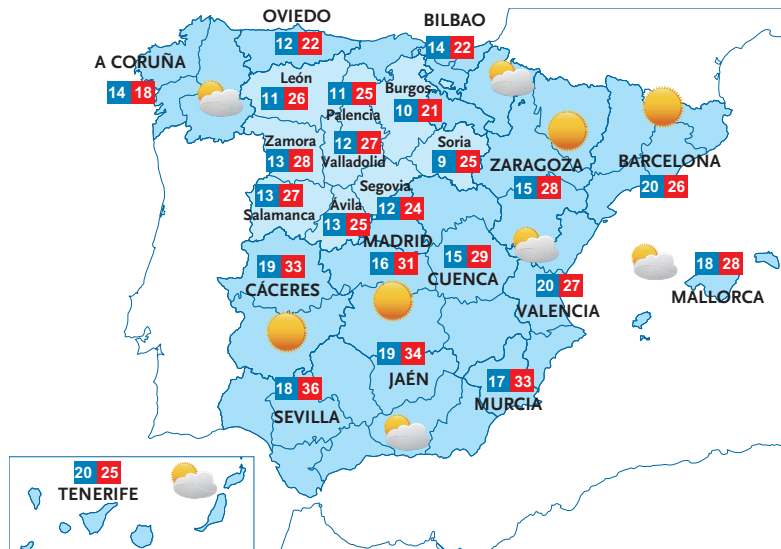 OVIEDO
12 22
BILBAO
14 22
A CORUÑA
14 18
León
11 26
11 25
Palencia
Burgos
10 21
Zamora
13 28
12 27
Valladolid
Soria
9 25
ZARAGOZA
15 28
BARCELONA
20 26
13 27
Salamanca
Ávila
13 25
Segovia
12 24
MADRID
16 31
15 29
CUENCA
19 33
CÁCERES
20 27
VALENCIA
18 28
MALLORCA
19 34
JAÉN
18 36
SEVILLA
17 33
MURCIA
20 25
TENERIFE